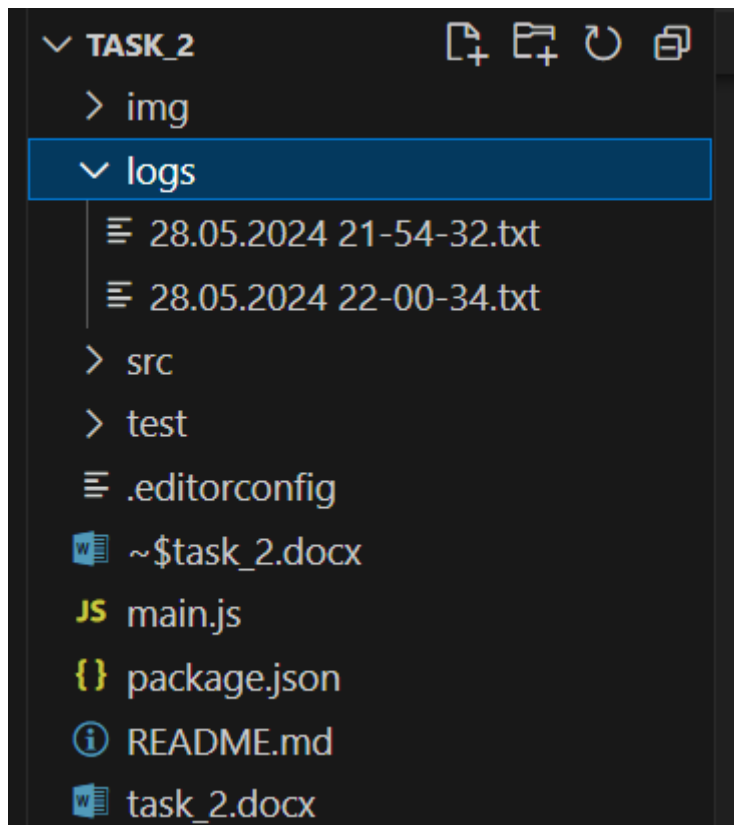 TASK_2
img
logs
28.05.2024 21-54-32.txt
28.05.2024 22-00-34.txt
src
test
.editorconfig
~$task_2.docx
JS main.js
{} package.json
README.md
task_2.docx